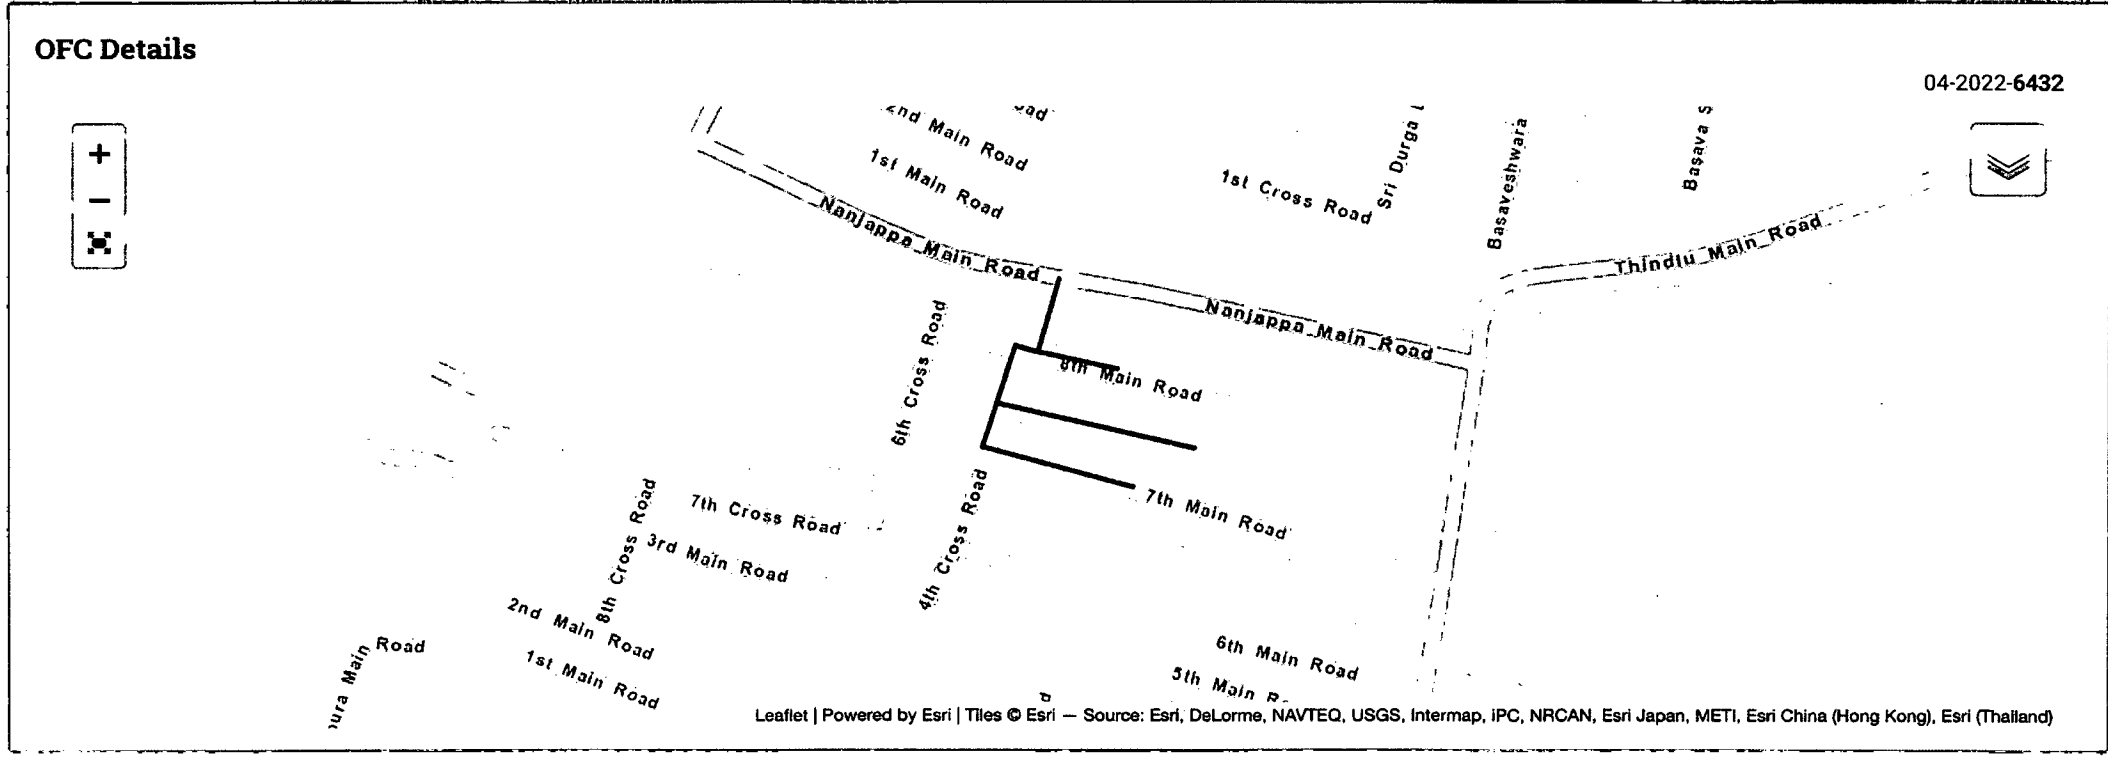 OFC Details
04-2022-6432
2nd Main Road
1st Main Road
1st Cross Road
Sri Durga
Basaveshwara
Basava S
Nanjappa Main Road
Thindlu Main Road
Nanjappa Main Road
6th Cross Road
8th Main Road
7th Main Road
4th Cross Road
7th Cross Road
8th Cross Road
3rd Main Road
2nd Main Road
1st Main Road
Road
ura Main
6th Main Road
5th Main
Leaflet | Powered by Esri | Tiles © Esri — Source: Esri, DeLorme, NAVTEQ, USGS, Intermap, iPC, NRCAN, Esri Japan, METI, Esri China (Hong Kong), Esri (Thailand)